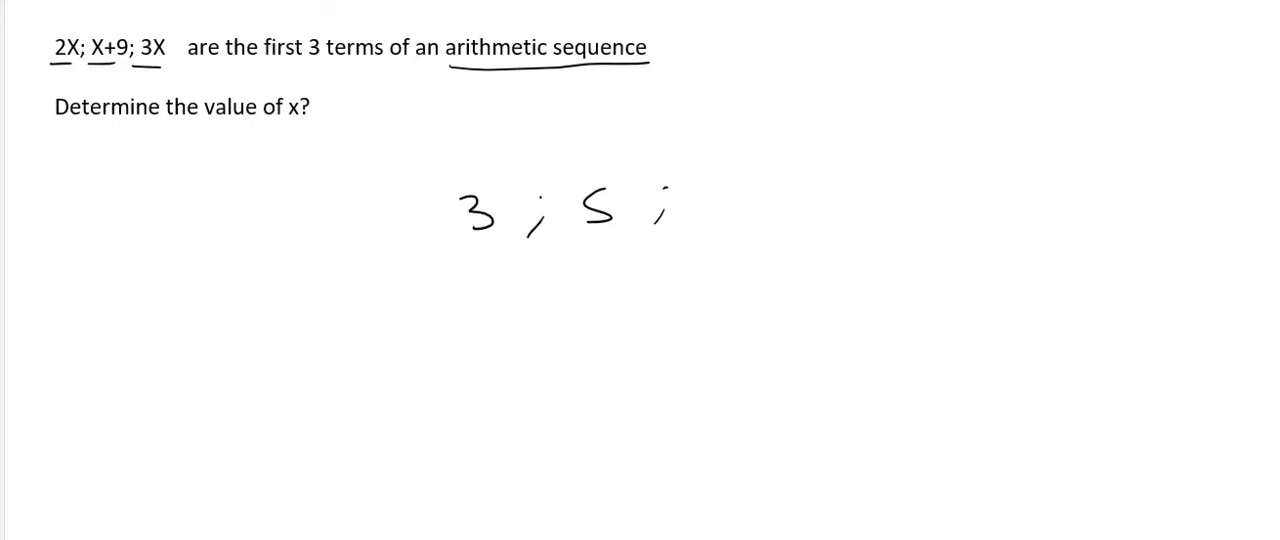 2X; X+9; 3X are the first 3 terms of an arithmetic sequence
Determine the value of x?
3 ; 5 ;